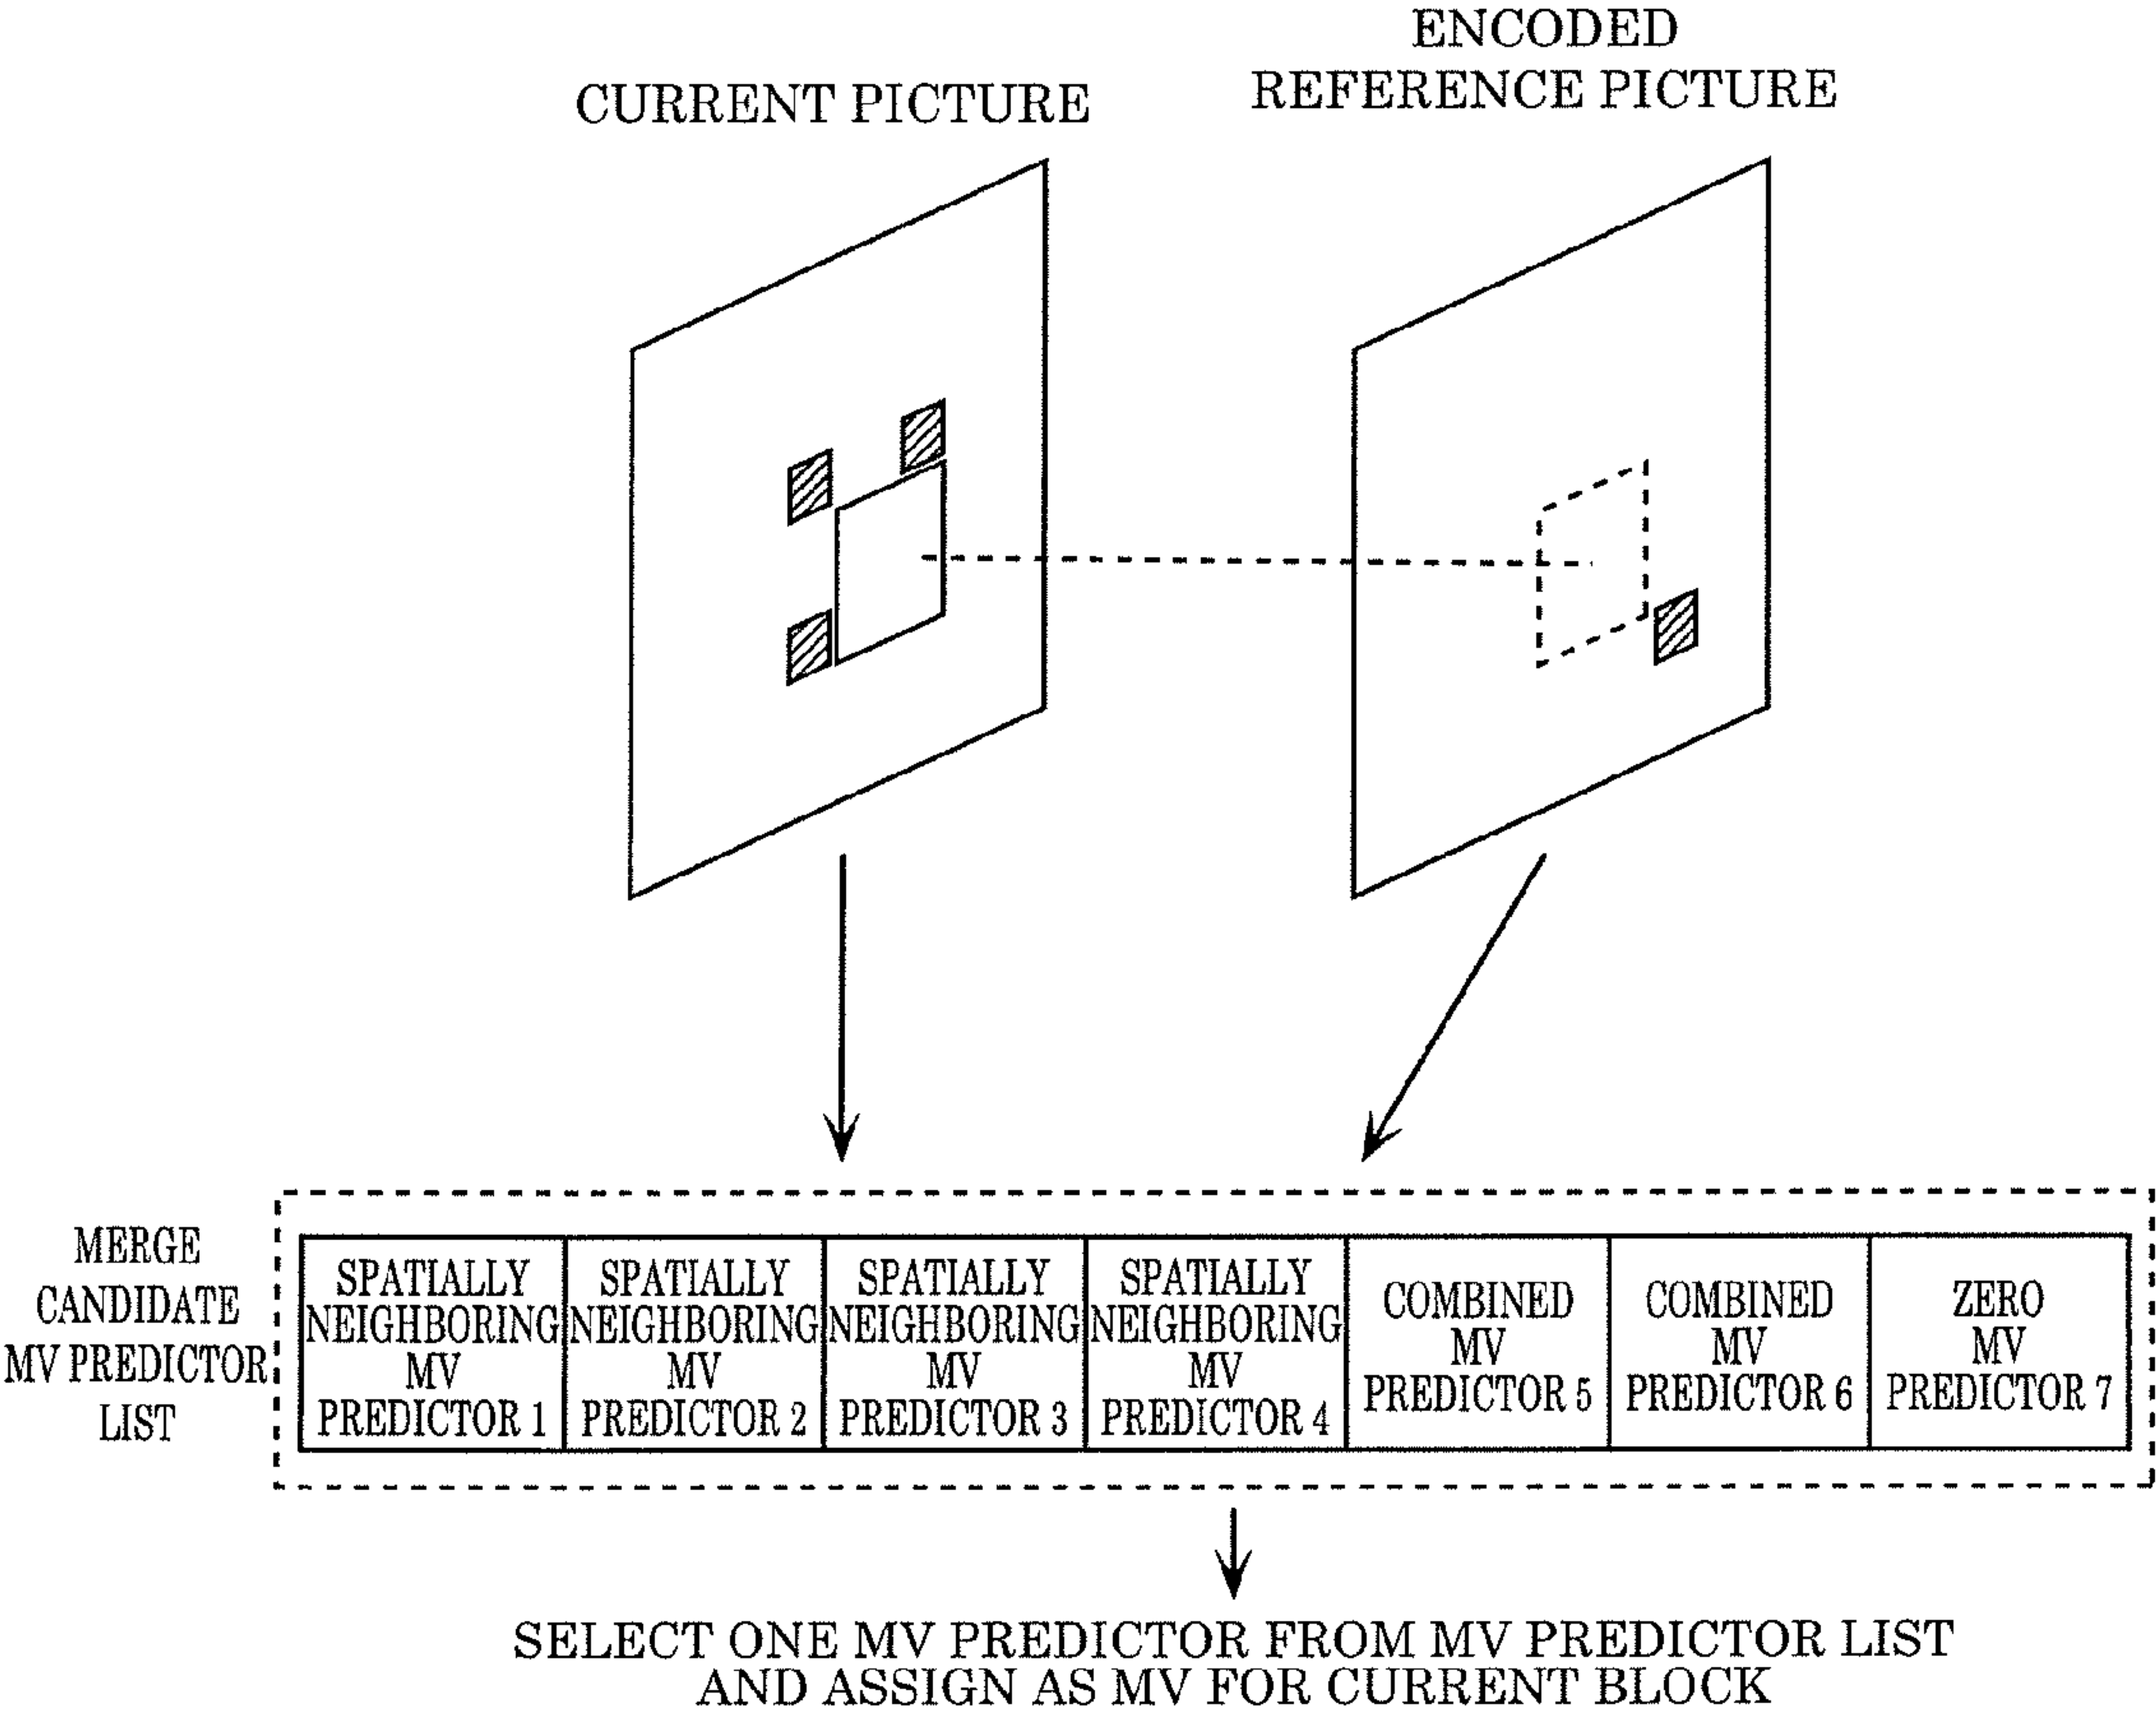 ENCODED
REFERENCE PICTURE
CURRENT PICTURE
MERGE
CANDIDATE
MV PREDICTOR
LIST
SPATIALLY
NEIGHBORING
MV
PREDICTOR 1
SPATIALLY
NEIGHBORING
MV
PREDICTOR 2
SPATIALLY
NEIGHBORING
MV
PREDICTOR 3
SPATIALLY
NEIGHBORING
MV
PREDICTOR 4
COMBINED
MV
PREDICTOR 5
COMBINED
MV
PREDICTOR 6
ZERO
MV
PREDICTOR 7
SELECT ONE MV PREDICTOR FROM MV PREDICTOR LIST
AND ASSIGN AS MV FOR CURRENT BLOCK